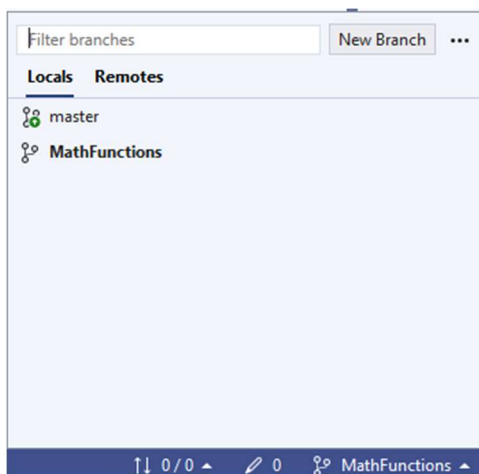 Filter branches New Branch ...
Locals Remotes
master
MathFunctions
0 / 0 0 MathFunctions